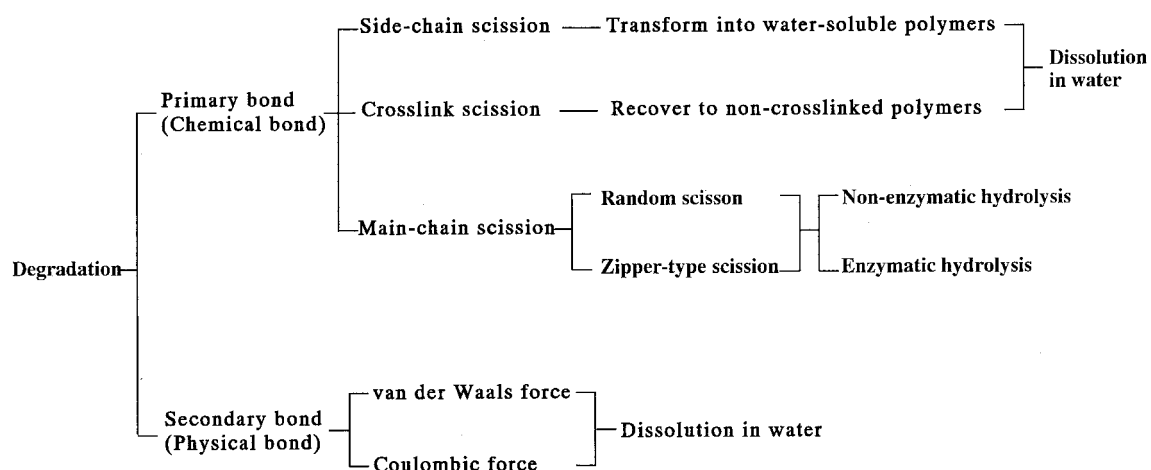 Side-chain scission
Transform into water-soluble polymers
Dissolution
in water
Primary bond
(Chemical bond)
Crosslink scission
Recover to non-crosslinked polymers
Main-chain scission
Random scisson
Non-enzymatic hydrolysis
Zipper-type scission
Enzymatic hydrolysis
Degradation
Secondary bond
(Physical bond)
van der Waals force
Dissolution in water
Coulombic force